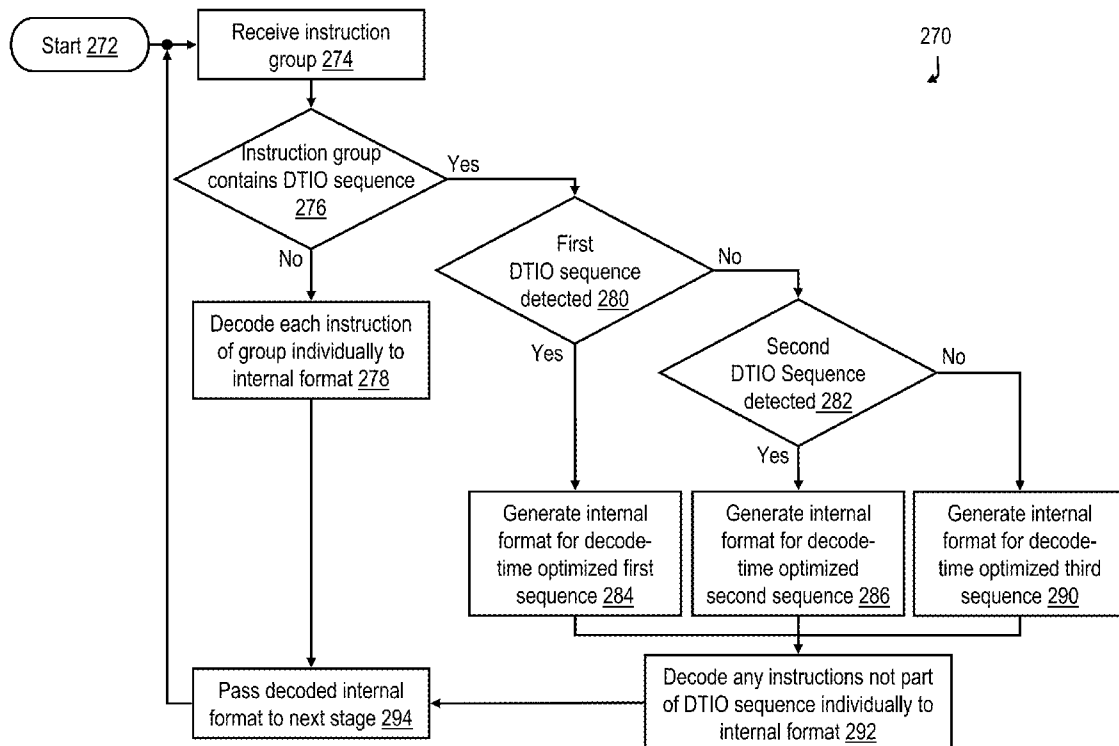 Start 272
Receive instruction
group 274
270
Instruction group
contains DTIO sequence
276
Yes
No
First
DTIO sequence
detected 280
No
Yes
Decode each instruction
of group individually to
internal format 278
Second
DTIO Sequence
detected 282
No
Yes
Generate internal
format for decode-
time optimized first
sequence 284
Generate internal
format for decode-
time optimized
second sequence 286
Generate internal
format for decode-
time optimized third
sequence 290
Pass decoded internal
format to next stage 294
Decode any instructions not part
of DTIO sequence individually to
internal format 292